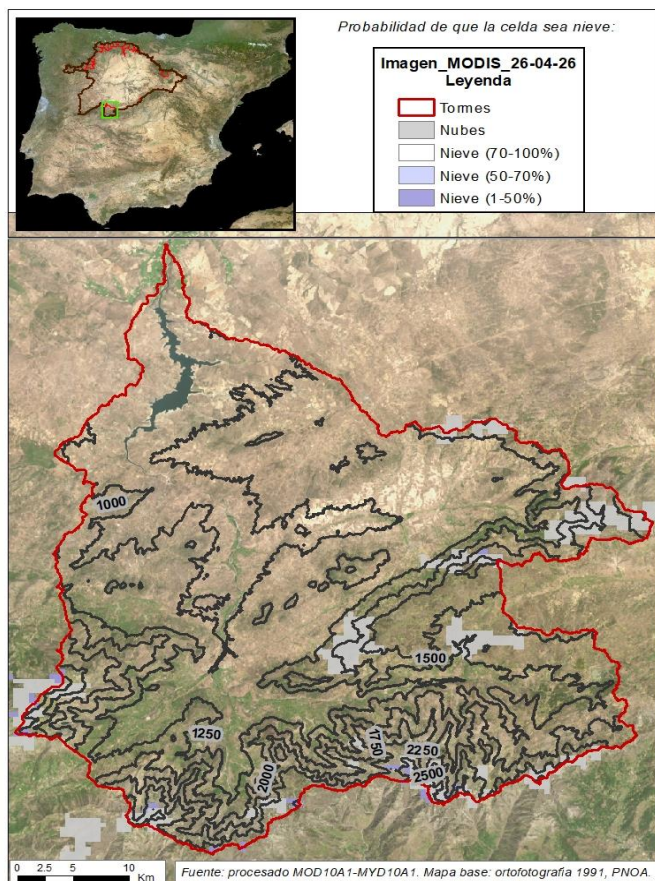 Probabilidad de que la celda sea nieve:
Imagen_MODIS_26-04-26
Leyenda
Tormes
Nubes
Nieve (70-100%)
Nieve (50-70%)
Nieve (1-50%)
1000
1500
1250
1750
2250
2000
2500
0 2.5 5 10
Km
Fuente: procesado MOD10A1-MYD10A1. Mapa base: ortofotografía 1991, PNOA.